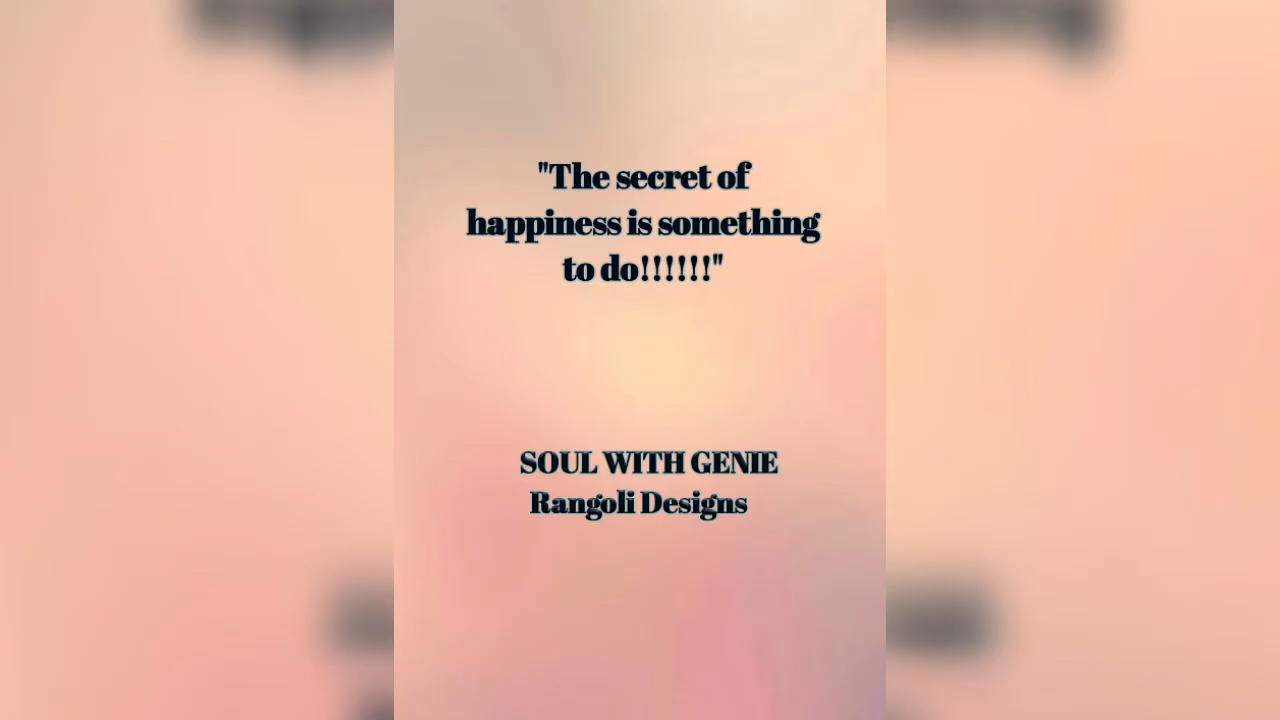 "The secret of
happiness is something
to do!!!!!!"
SOUL WITH GENIE
Rangoli Designs